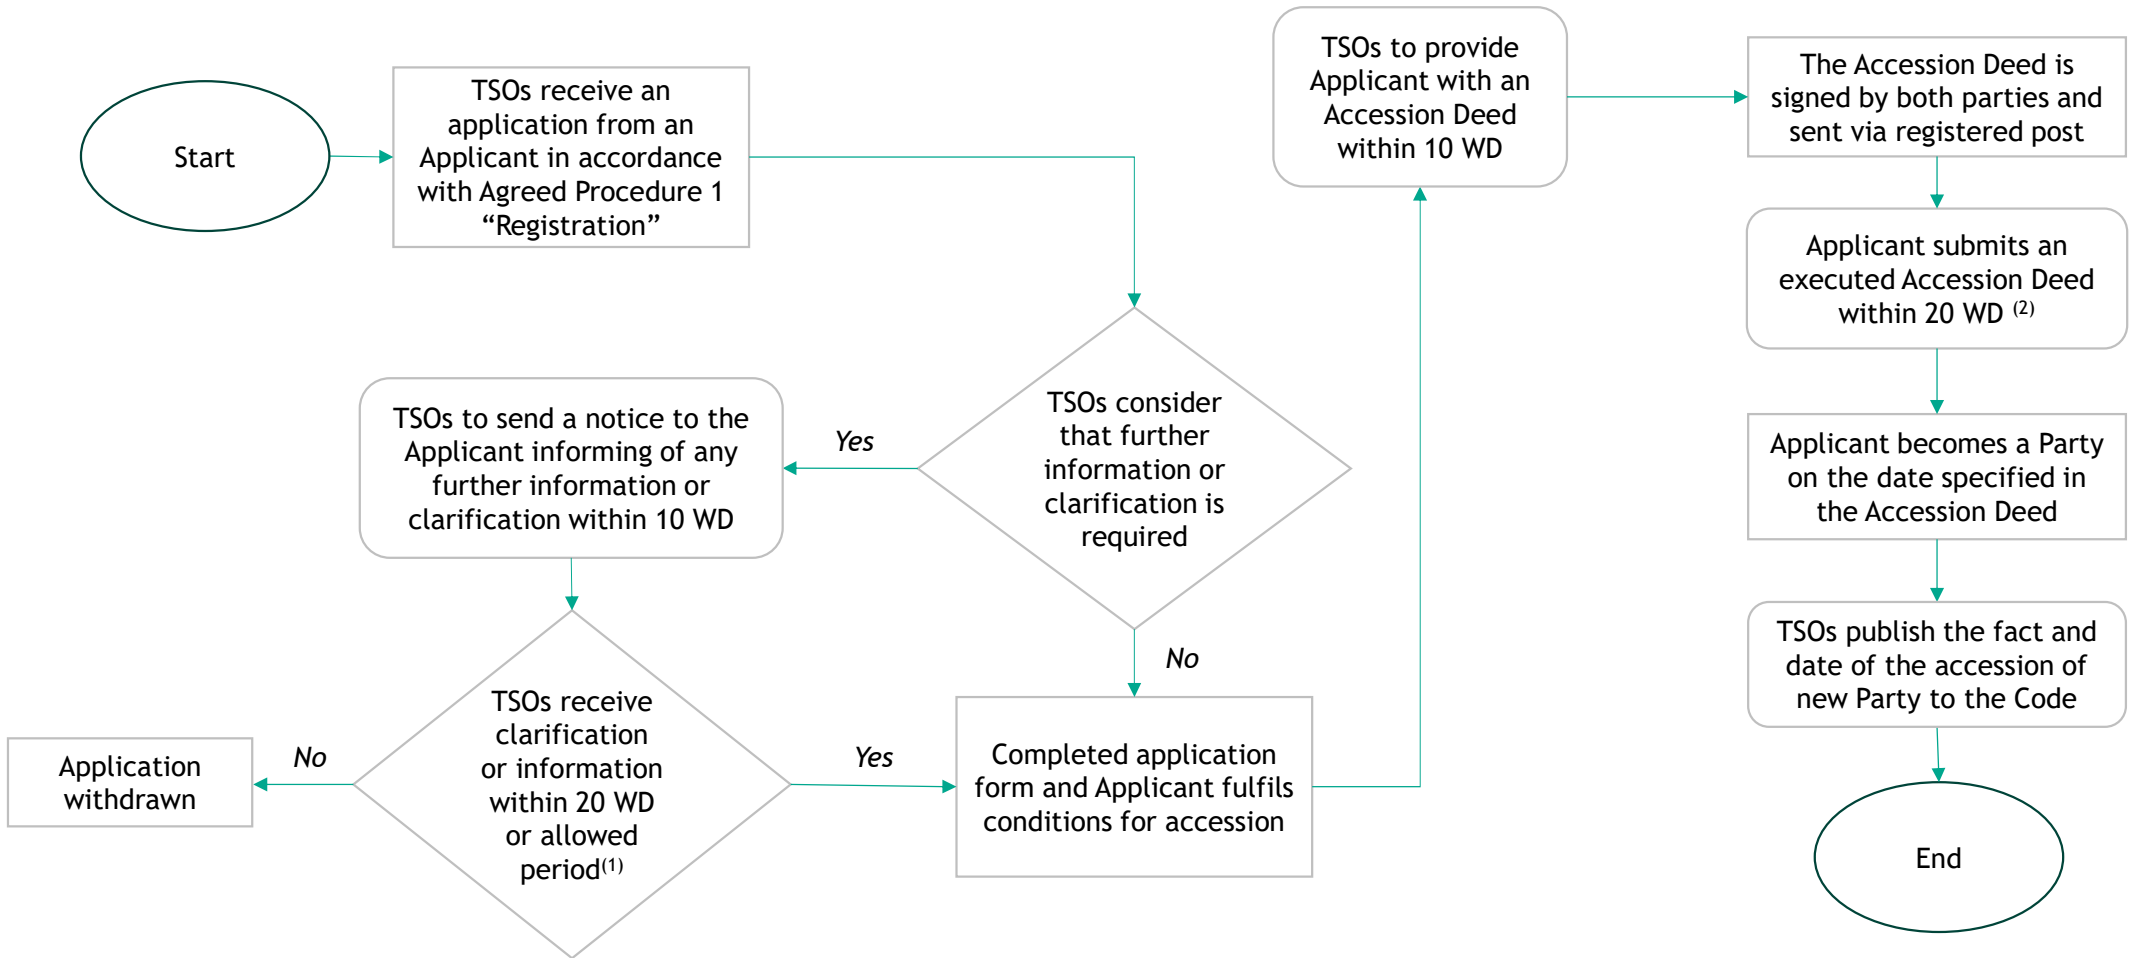 Start
TSOs receive an
application from an
Applicant in accordance
with Agreed Procedure 1
“Registration”
TSOs consider
that further
information or
clarification is
required
Yes
No
TSOs to send a notice to the
Applicant informing of any
further information or
clarification within 10 WD
TSOs receive
clarification
or information
within 20 WD
or allowed
period(1)
No
Yes
Application
withdrawn
Completed application
form and Applicant fulfils
conditions for accession
TSOs to provide
Applicant with an
Accession Deed
within 10 WD
The Accession Deed is
signed by both parties and
sent via registered post
Applicant submits an
executed Accession Deed
within 20 WD (2)
Applicant becomes a Party
on the date specified in
the Accession Deed
TSOs publish the fact and
date of the accession of
new Party to the Code
End